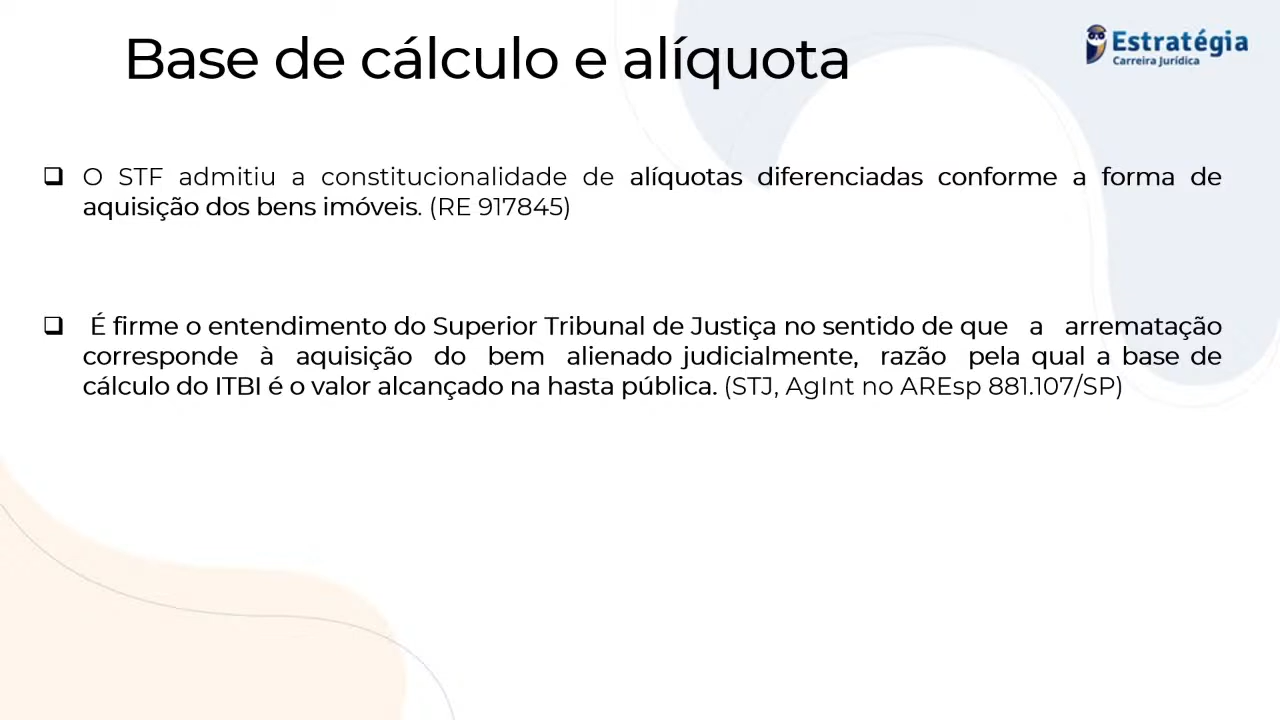 Base de cálculo e alíquota
Estratégia
Carreira Jurídica
❑ O STF admitiu a constitucionalidade de alíquotas diferenciadas conforme a forma de
aquisição dos bens imóveis. (RE 917845)
❑ É firme o entendimento do Superior Tribunal de Justiça no sentido de que a arrematação
corresponde à aquisição do bem alienado judicialmente, razão pela qual a base de
cálculo do ITBI é o valor alcançado na hasta pública. (STJ, AgInt no AREsp 881.107/SP)